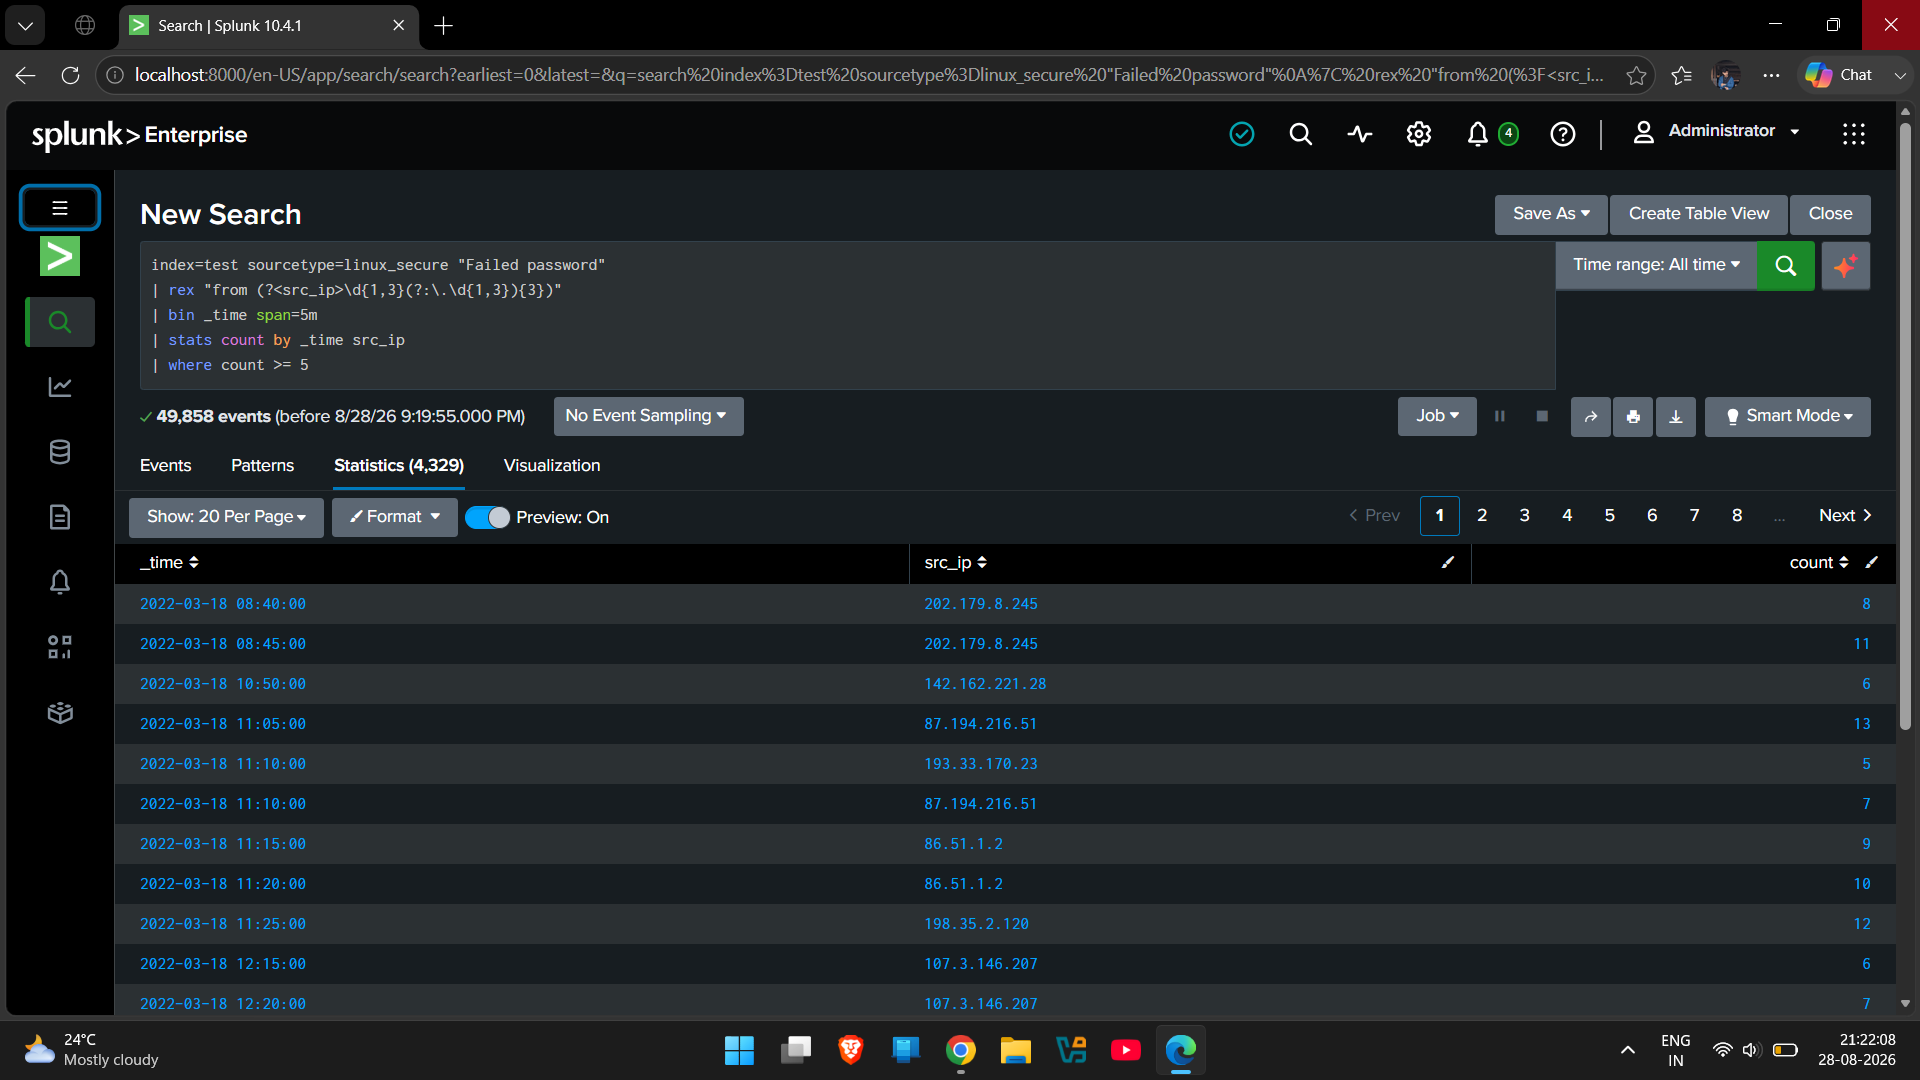 Search | Splunk 10.4.1
localhost:8000/en-US/app/search/search?earliest=0&latest=&q=search%20index%3Dtest%20sourcetype%3Dlinux_secure%20"Failed%20password"%0A%7C%20rex%20"from%20(%3F<src_i...
Chat
splunk>Enterprise
4
Administrator
New Search
Save As
Create Table View
Close
index=test sourcetype=linux_secure "Failed password"
| rex "from (?<src_ip>\d{1,3}(?:\.\d{1,3}){3})"
| bin _time span=5m
| stats count by _time src_ip
| where count >= 5
Time range: All time
49,858 events (before 8/28/26 9:19:55.000 PM)
No Event Sampling
Job
Smart Mode
Events
Patterns
Statistics (4,329)
Visualization
Show: 20 Per Page
Format
Preview: On
< Prev 1 2 3 4 5 6 7 8 ... Next >
_time src_ip count
2022-03-18 08:40:00 202.179.8.245 8
2022-03-18 08:45:00 202.179.8.245 11
2022-03-18 10:50:00 142.162.221.28 6
2022-03-18 11:05:00 87.194.216.51 13
2022-03-18 11:10:00 193.33.170.23 5
2022-03-18 11:10:00 87.194.216.51 7
2022-03-18 11:15:00 86.51.1.2 9
2022-03-18 11:20:00 86.51.1.2 10
2022-03-18 11:25:00 198.35.2.120 12
2022-03-18 12:15:00 107.3.146.207 6
2022-03-18 12:20:00 107.3.146.207 7
24°C
Mostly cloudy
ENG
IN
21:22:08
28-08-2026